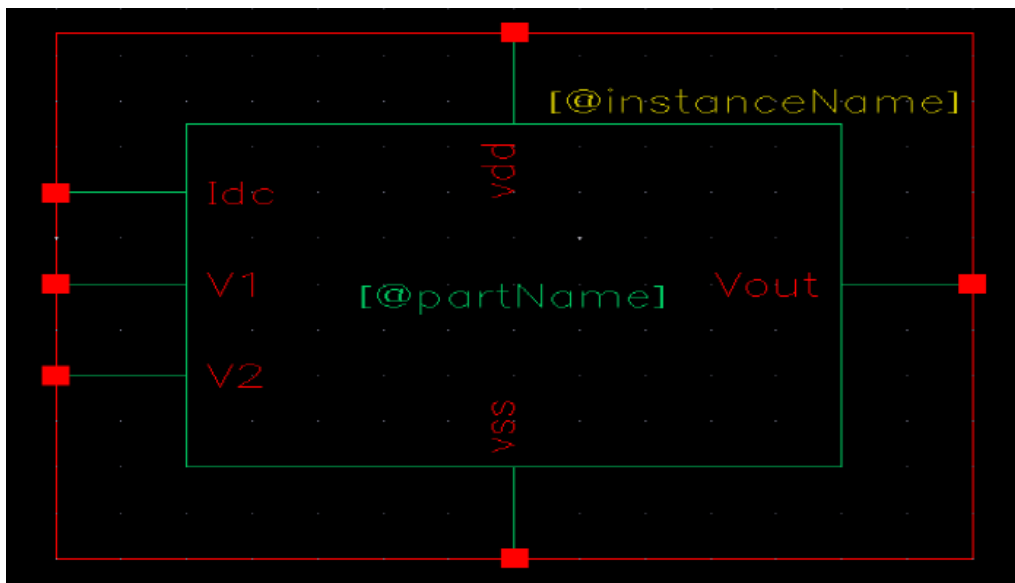 [@instanceName]
vdd
Idc
V1
[@partName]
Vout
V2
vss